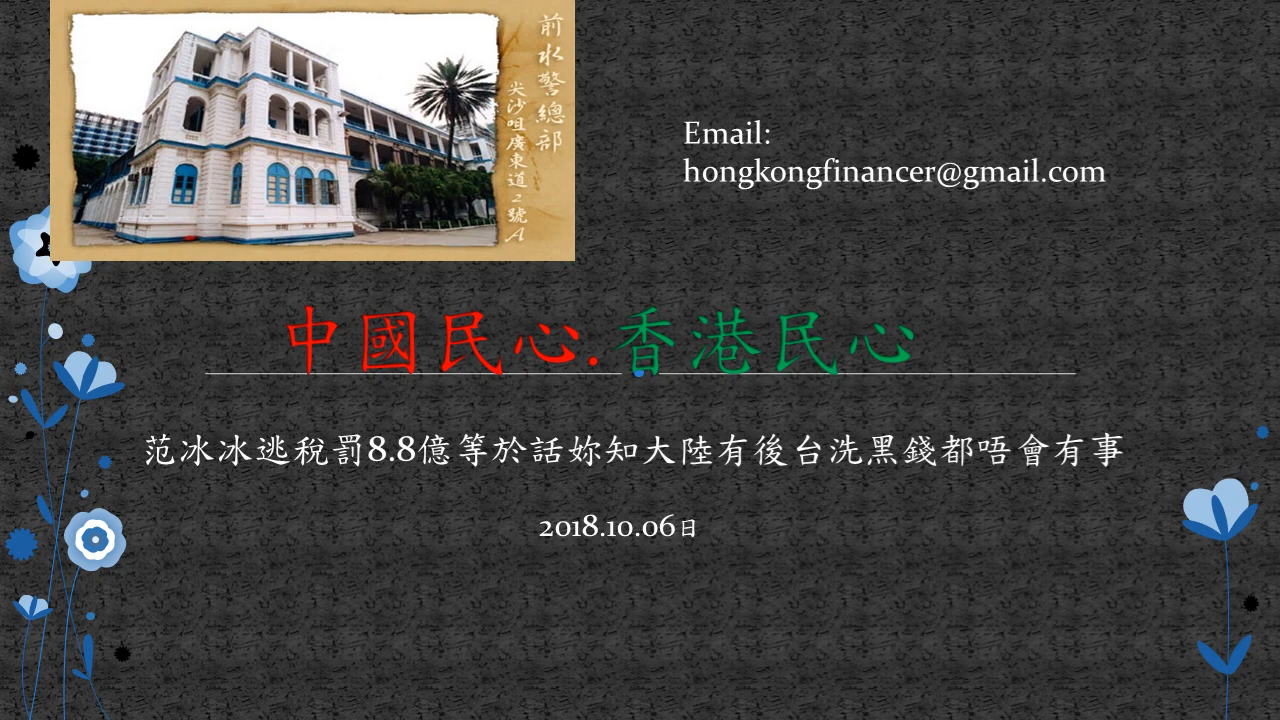 前水警總部
尖沙咀廣東道2號A
Email:
hongkongfinancer@gmail.com
中國民心.香港民心
范冰冰逃稅罰8.8億等於話妳知大陸有後台洗黑錢都唔會有事
2018.10.06日